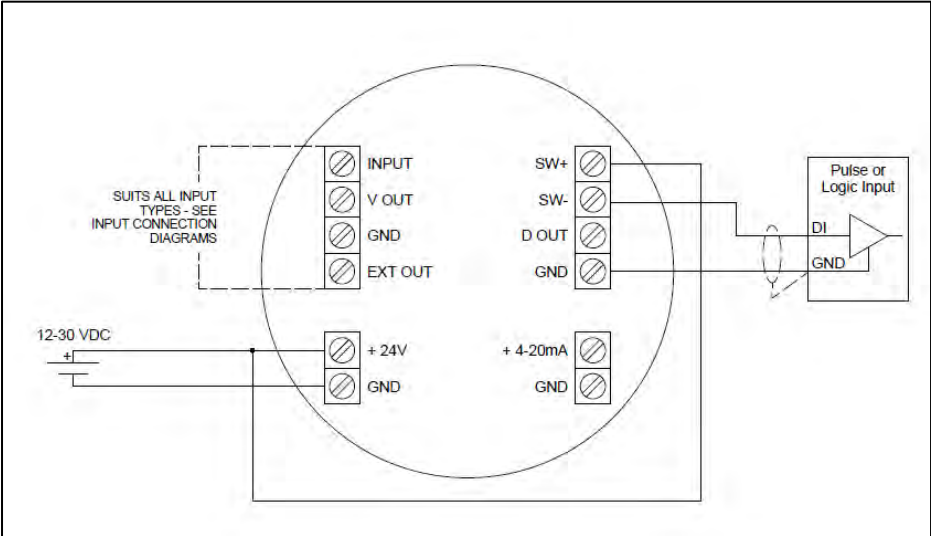 SUITS ALL INPUT
TYPES - SEE
INPUT CONNECTION
DIAGRAMS
INPUT
V OUT
GND
EXT OUT
SW+
SW-
D OUT
GND
Pulse or
Logic Input
DI
GND
12-30 VDC
+
+ 24V
GND
+ 4-20mA
GND